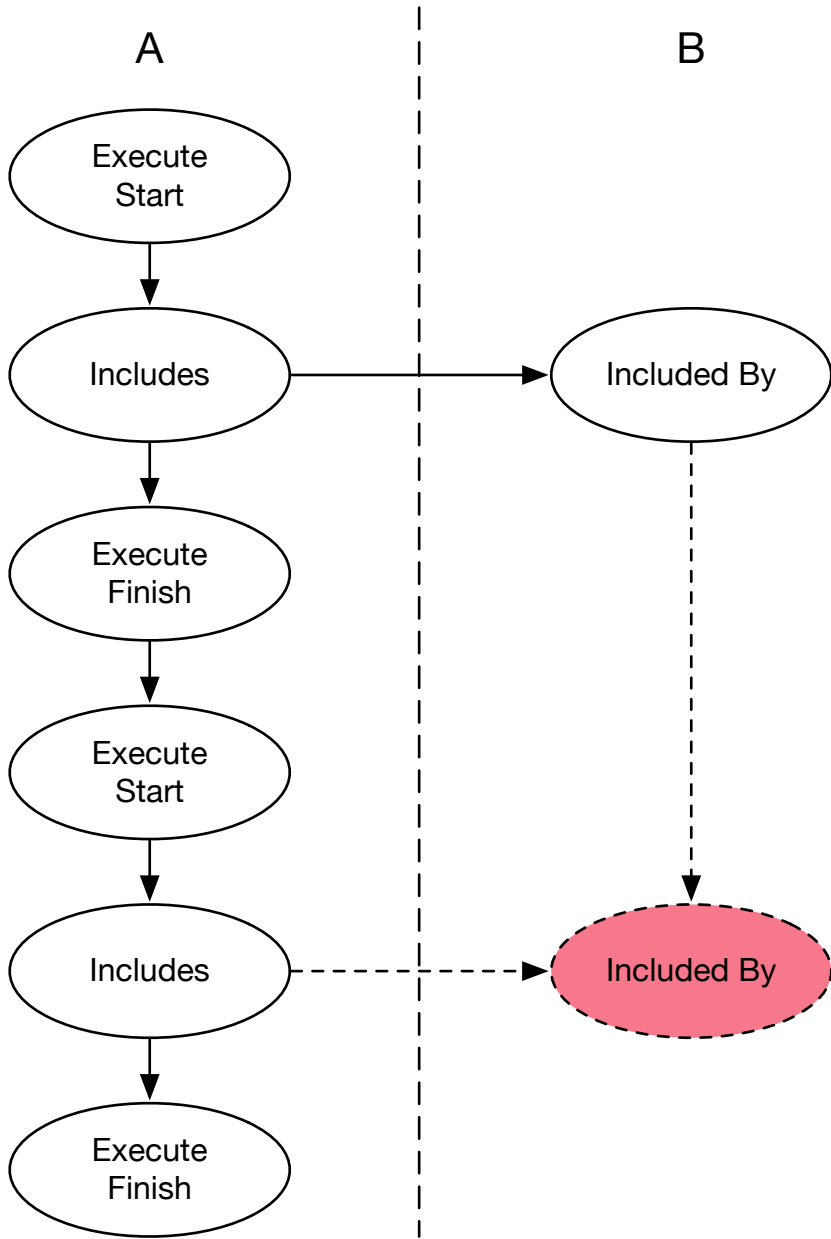 A
B
Execute
Start
Includes
Included By
Execute
Finish
Execute
Start
Includes
Included By
Execute
Finish